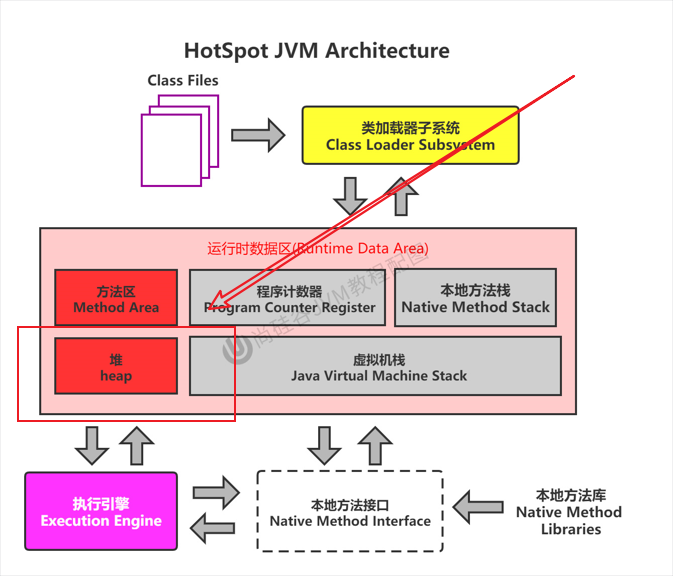 HotSpot JVM Architecture
Class Files
类加载器子系统
Class Loader Subsystem
运行时数据区(Runtime Data Area)
方法区
Method Area
程序计数器
Program Counter Register
本地方法栈
Native Method Stack
堆
heap
虚拟机栈
Java Virtual Machine Stack
尚硅谷JVM教程配图
执行引擎
Execution Engine
本地方法接口
Native Method Interface
本地方法库
Native Method
Libraries